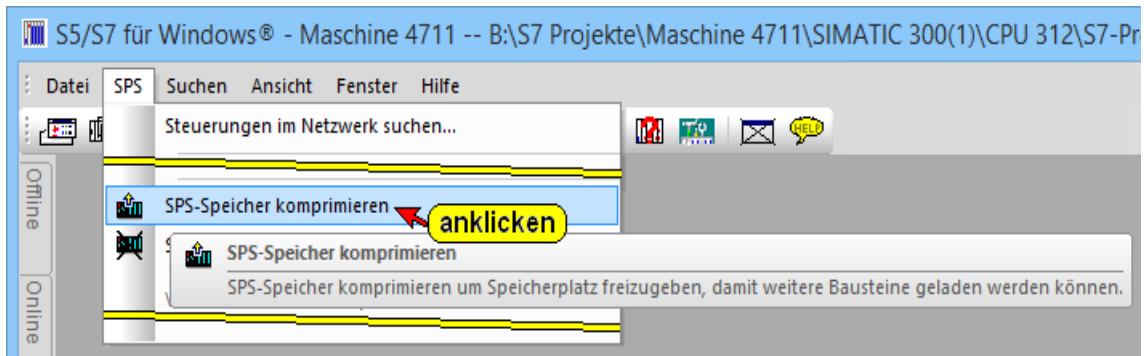 S5/S7 für Windows® - Maschine 4711 -- B:\S7 Projekte\Maschine 4711\SIMATIC 300(1)\CPU 312\S7-Pr
Datei SPS Suchen Ansicht Fenster Hilfe
Steuerungen im Netzwerk suchen...
HELP
Offline
SPS-Speicher komprimieren
anklicken
SPS-Speicher komprimieren
SPS-Speicher komprimieren um Speicherplatz freizugeben, damit weitere Bausteine geladen werden können.
Online